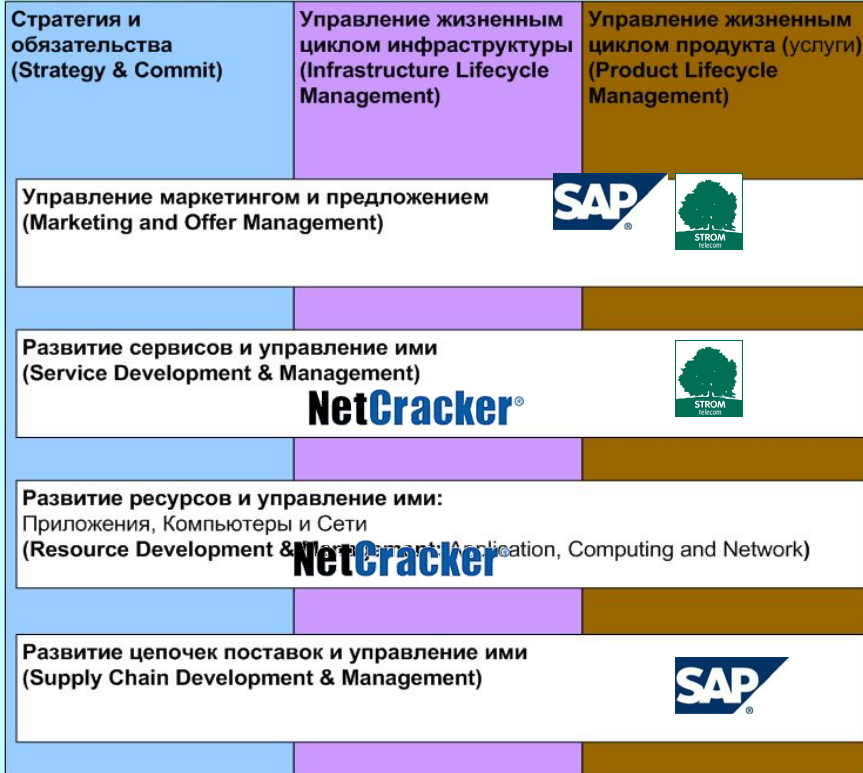 Стратегия и
обязательства
(Strategy & Commit)
Управление жизненным
циклом инфраструктуры
(Infrastructure Lifecycle
Management)
Управление жизненным
циклом продукта (услуги)
(Product Lifecycle
Management)
Управление маркетингом и предложением
(Marketing and Offer Management)
SAP®
STROM
telecom
Развитие сервисов и управление ими
(Service Development & Management)
NetCracker®
STROM
telecom
Развитие ресурсов и управление ими:
Приложения, Компьютеры и Сети
(Resource Development & Management: Application, Computing and Network)
NetCracker®
Развитие цепочек поставок и управление ими
(Supply Chain Development & Management)
SAP®